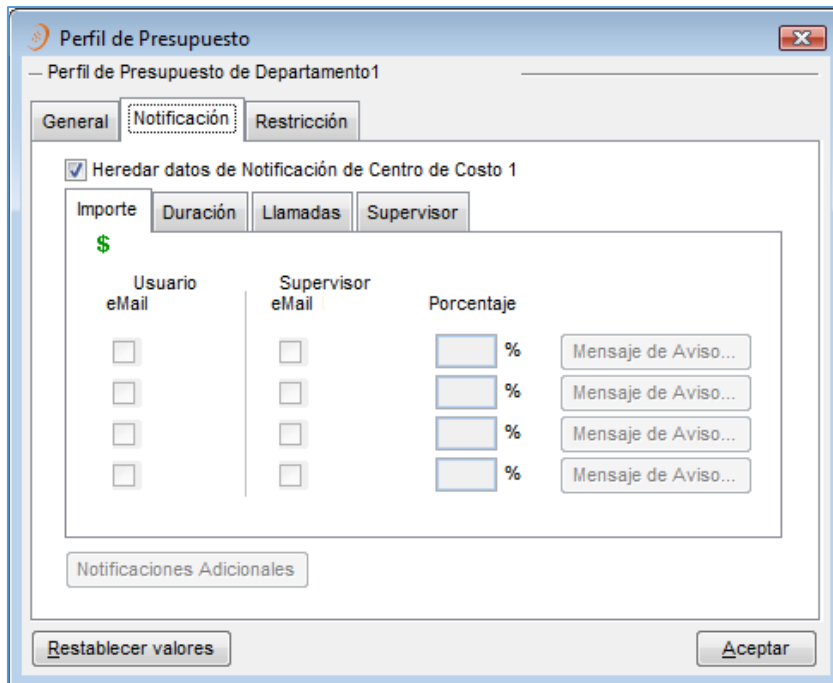 Perfil de Presupuesto
Perfil de Presupuesto de Departamento1
General Notificación Restricción
Heredar datos de Notificación de Centro de Costo 1
Importe Duración Llamadas Supervisor
$
Usuario Supervisor
eMail eMail Porcentaje
% Mensaje de Aviso...
% Mensaje de Aviso...
% Mensaje de Aviso...
% Mensaje de Aviso...
Notificaciones Adicionales
Restablecer valores Aceptar